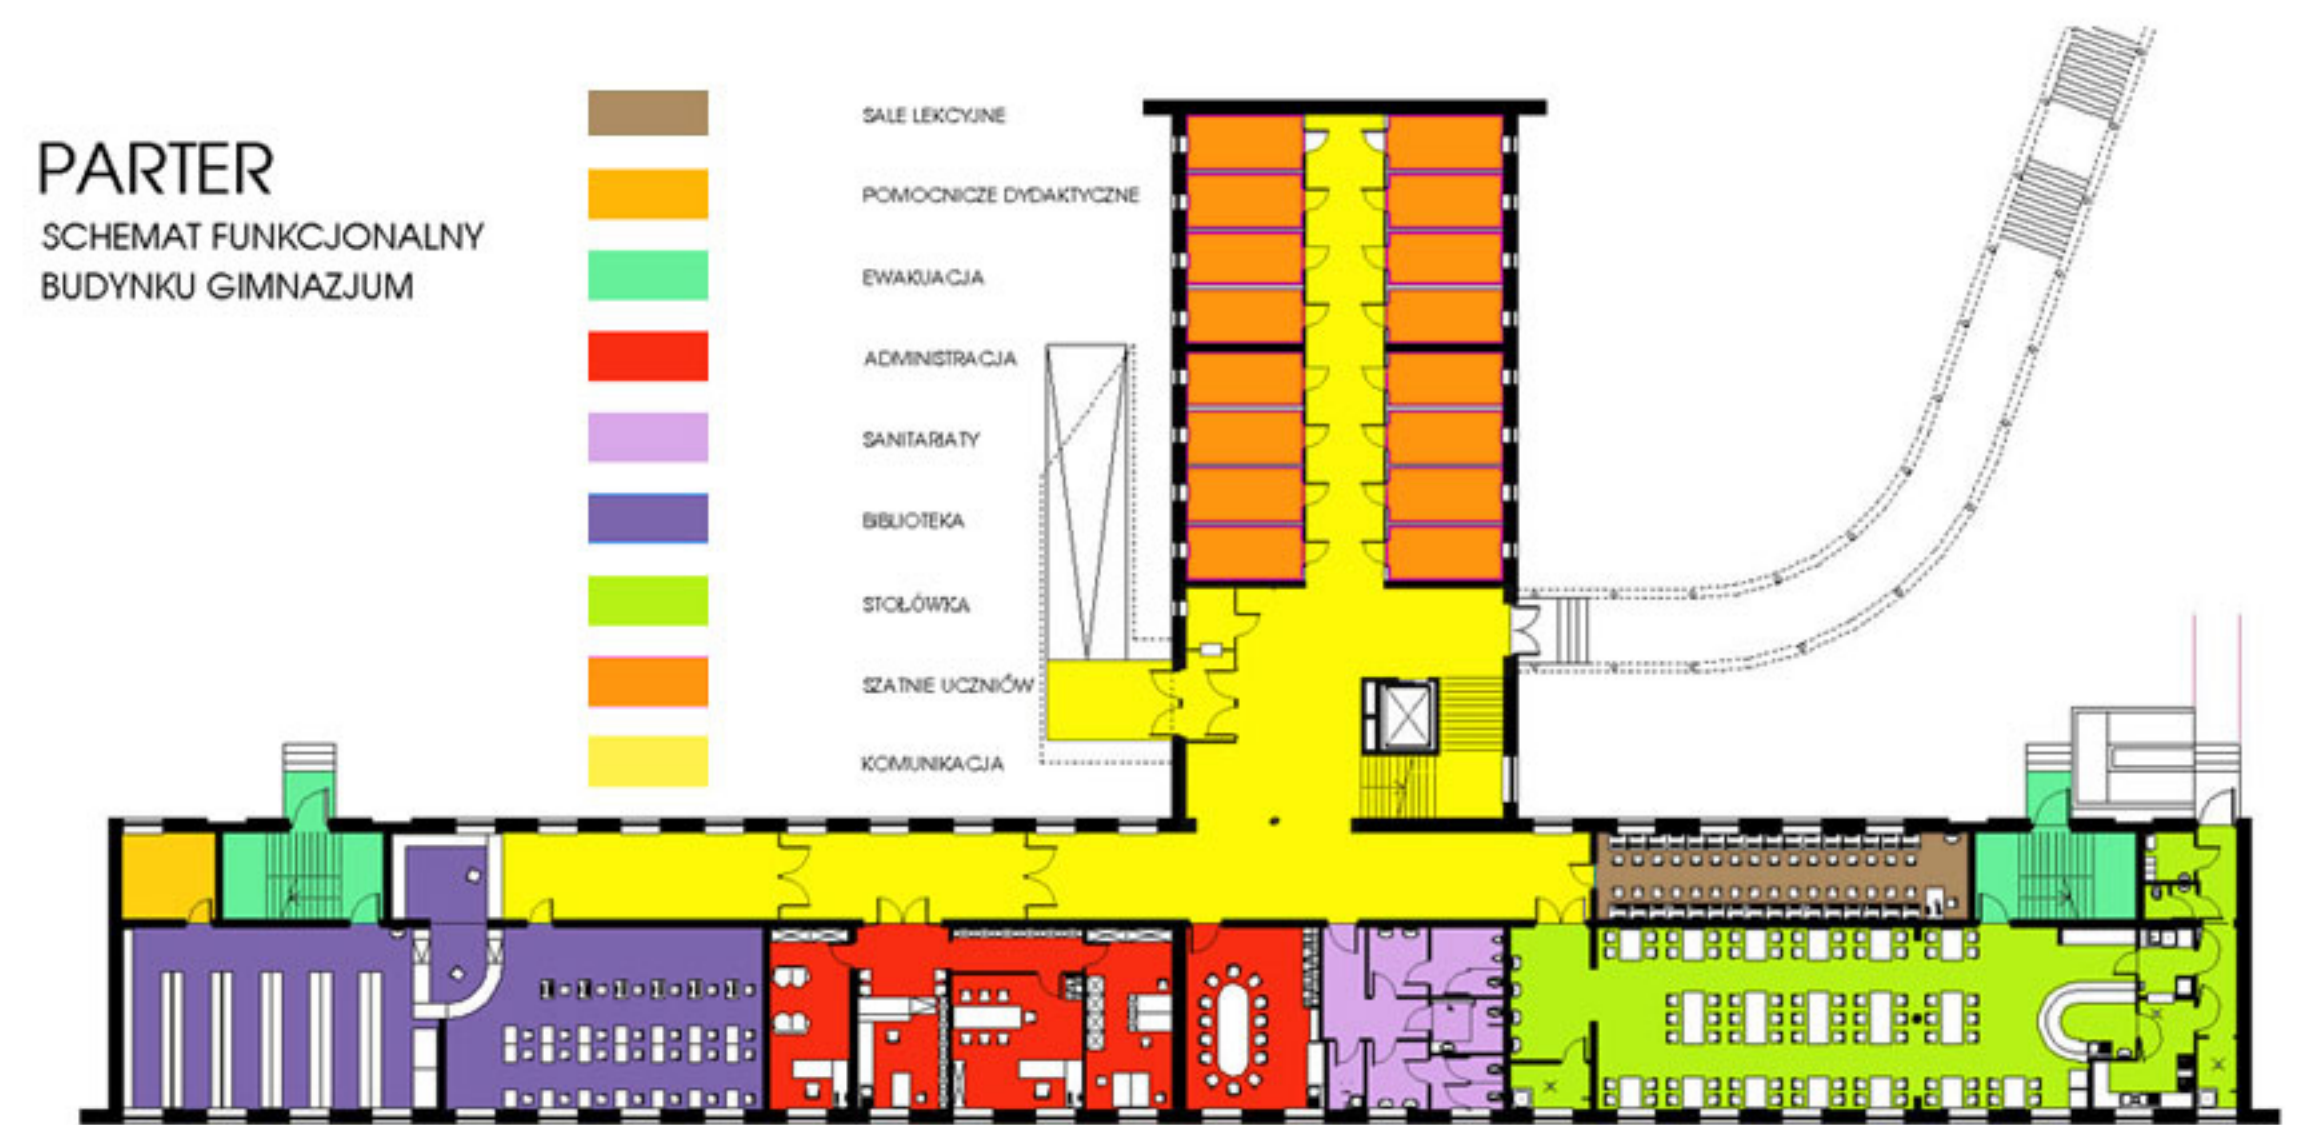 PARTER
SCHEMAT FUNKCJONALNY
BUDYNKU GIMNAZJUM
SALE LEKCYJNE
POMOCNICZE DYDAKTYCZNE
EWAKUACJA
ADMINISTRACJA
SANITARIATY
BIBLIOTEKA
STOŁÓWKA
SZATNIE UCZNIÓW
KOMUNIKACJA